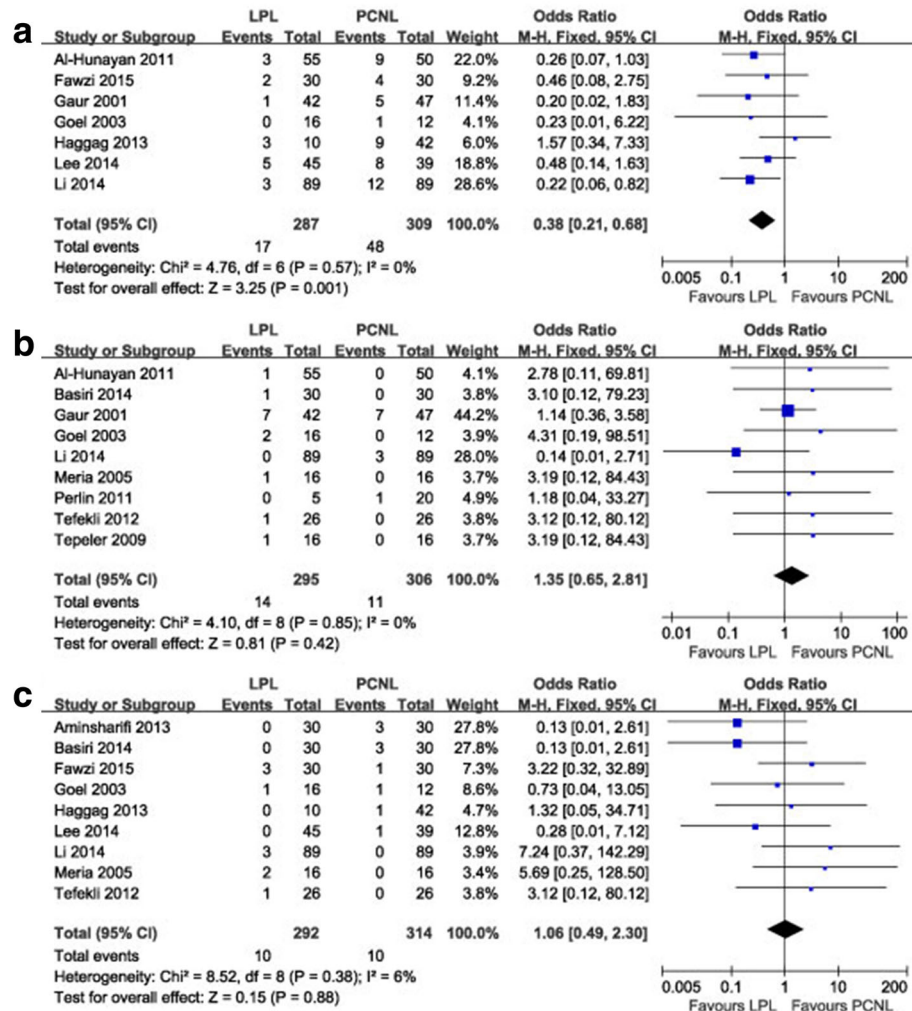 a
LPL PCNL Odds Ratio Odds Ratio
Study or Subgroup Events Total Events Total Weight M-H, Fixed, 95% CI M-H, Fixed, 95% CI
Al-Hunayan 2011 3 55 9 50 22.0% 0.26 [0.07, 1.03]
Fawzi 2015 2 30 4 30 9.2% 0.46 [0.08, 2.75]
Gaur 2001 1 42 5 47 11.4% 0.20 [0.02, 1.83]
Goel 2003 0 16 1 12 4.1% 0.23 [0.01, 6.22]
Haggag 2013 3 10 9 42 5.9% 1.57 [0.34, 7.33]
Lee 2014 5 45 8 39 18.8% 0.48 [0.14, 1.63]
Li 2014 3 89 12 89 28.6% 0.22 [0.06, 0.82]
Total (95% CI) 287 309 100.0% 0.38 [0.21, 0.68]
Total events 17 48
Heterogeneity: Chi² = 4.76, df = 6 (P = 0.57); I² = 0%
Test for overall effect: Z = 3.25 (P = 0.001)
0.005 0.1 1 10 200
Favours LPL Favours PCNL
b
LPL PCNL Odds Ratio Odds Ratio
Study or Subgroup Events Total Events Total Weight M-H, Fixed, 95% CI M-H, Fixed, 95% CI
Al-Hunayan 2011 1 55 0 50 4.1% 2.78 [0.11, 69.81]
Basiri 2014 1 30 0 30 3.8% 3.10 [0.12, 79.23]
Gaur 2001 7 42 7 47 44.2% 1.14 [0.36, 3.58]
Goel 2003 2 16 0 12 3.9% 4.31 [0.19, 98.51]
Li 2014 0 89 3 89 28.0% 0.14 [0.01, 2.71]
Meria 2005 1 16 0 16 3.7% 3.19 [0.12, 84.43]
Perlin 2011 0 5 1 20 4.9% 1.18 [0.04, 33.27]
Tefekli 2012 1 26 0 26 3.8% 3.12 [0.12, 80.12]
Tepeler 2009 1 16 0 16 3.7% 3.19 [0.12, 84.43]
Total (95% CI) 295 306 100.0% 1.35 [0.65, 2.81]
Total events 14 11
Heterogeneity: Chi² = 4.10, df = 8 (P = 0.85); I² = 0%
Test for overall effect: Z = 0.81 (P = 0.42)
0.01 0.1 1 10 100
Favours LPL Favours PCNL
c
LPL PCNL Odds Ratio Odds Ratio
Study or Subgroup Events Total Events Total Weight M-H, Fixed, 95% CI M-H, Fixed, 95% CI
Aminsharifi 2013 0 30 3 30 27.8% 0.13 [0.01, 2.61]
Basiri 2014 0 30 3 30 27.8% 0.13 [0.01, 2.61]
Fawzi 2015 3 30 1 30 7.3% 3.22 [0.32, 32.89]
Goel 2003 1 16 1 12 8.6% 0.73 [0.04, 13.05]
Haggag 2013 0 10 1 42 4.7% 1.32 [0.05, 34.71]
Lee 2014 0 45 1 39 12.8% 0.28 [0.01, 7.12]
Li 2014 3 89 0 89 3.9% 7.24 [0.37, 142.29]
Meria 2005 2 16 0 16 3.4% 5.69 [0.25, 128.50]
Tefekli 2012 1 26 0 26 3.8% 3.12 [0.12, 80.12]
Total (95% CI) 292 314 100.0% 1.06 [0.49, 2.30]
Total events 10 10
Heterogeneity: Chi² = 8.52, df = 8 (P = 0.38); I² = 6%
Test for overall effect: Z = 0.15 (P = 0.88)
0.005 0.1 1 10 200
Favours LPL Favours PCNL